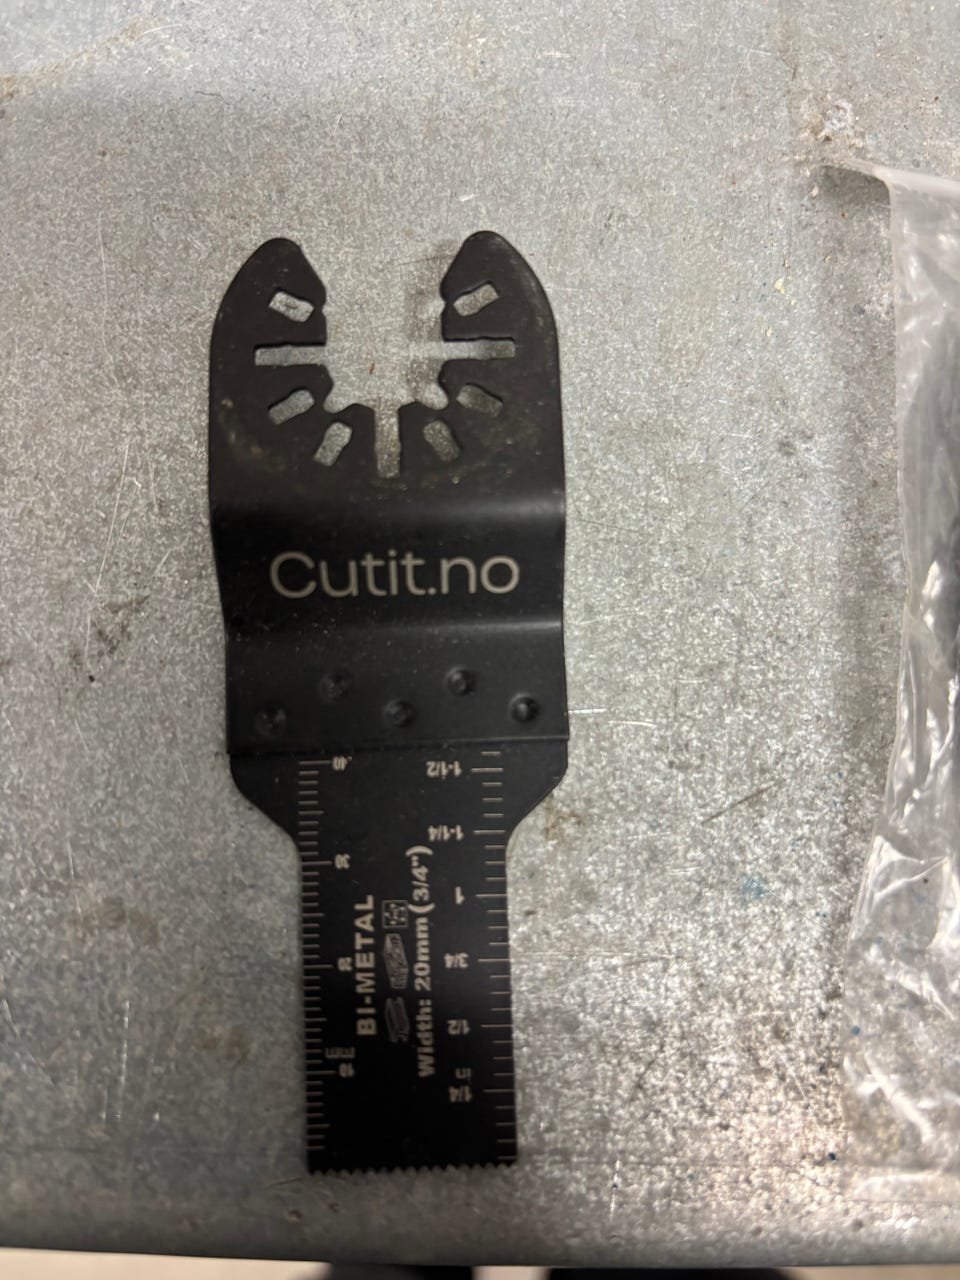 Cutit.no
40
1-1/2
1-1/4
30
1
BI-METAL
Width: 20mm(3/4")
20
3/4
1/2
mm
10
in
1/4